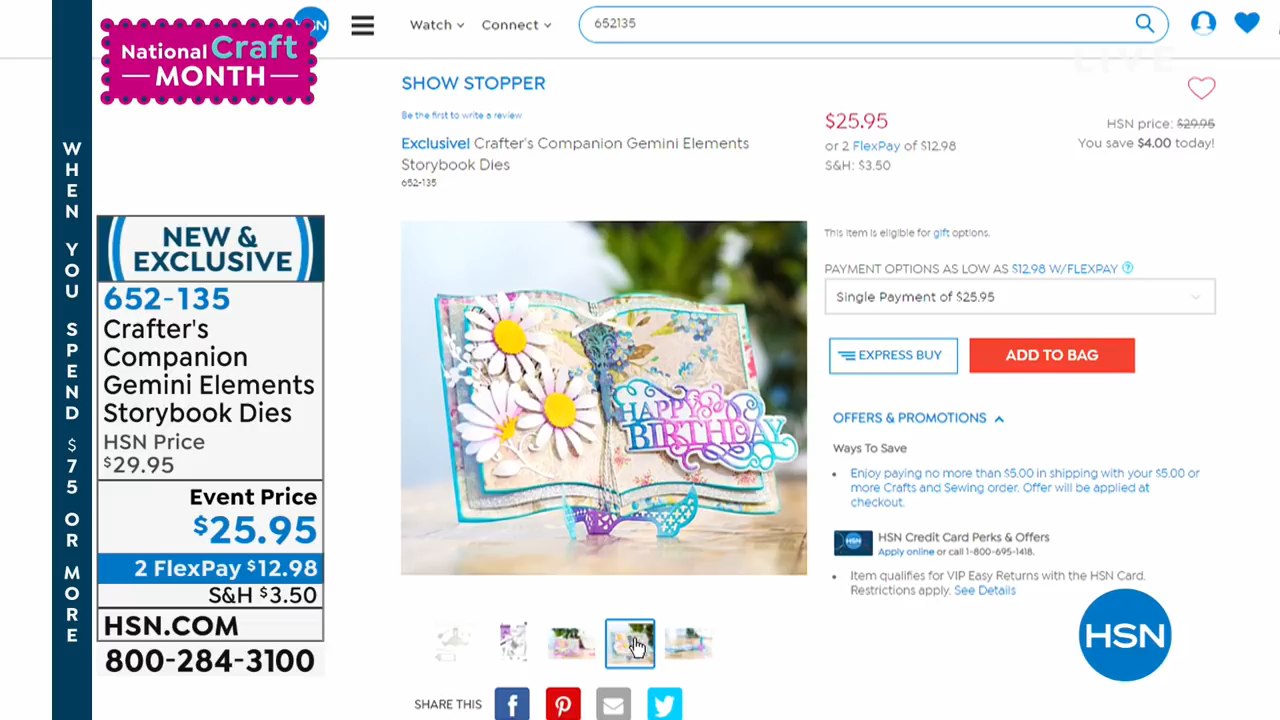 National Craft
MONTH
WHEN YOU SPEND $75 OR MORE
NEW &
EXCLUSIVE
652-135
Crafter's
Companion
Gemini Elements
Storybook Dies
HSN Price
$29.95
Event Price
$25.95
2 FlexPay $12.98
S&H $3.50
HSN.COM
800-284-3100
Watch
Connect
652135
LIVE
SHOW STOPPER
Be the first to write a review
Exclusive! Crafter's Companion Gemini Elements
Storybook Dies
652-135
HAPPY
BIRTHDAY
SHARE THIS
$25.95
or 2 FlexPay of $12.98
S&H: $3.50
HSN price: $29.95
You save $4.00 today!
This item is eligible for gift options.
PAYMENT OPTIONS AS LOW AS $12.98 W/FLEXPAY
Single Payment of $25.95
EXPRESS BUY
ADD TO BAG
OFFERS & PROMOTIONS
Ways To Save
Enjoy paying no more than $5.00 in shipping with your $5.00 or
more Crafts and Sewing order. Offer will be applied at
checkout.
HSN
HSN Credit Card Perks & Offers
Apply online or call 1-800-695-1418.
Item qualifies for VIP Easy Returns with the HSN Card.
Restrictions apply. See Details
HSN